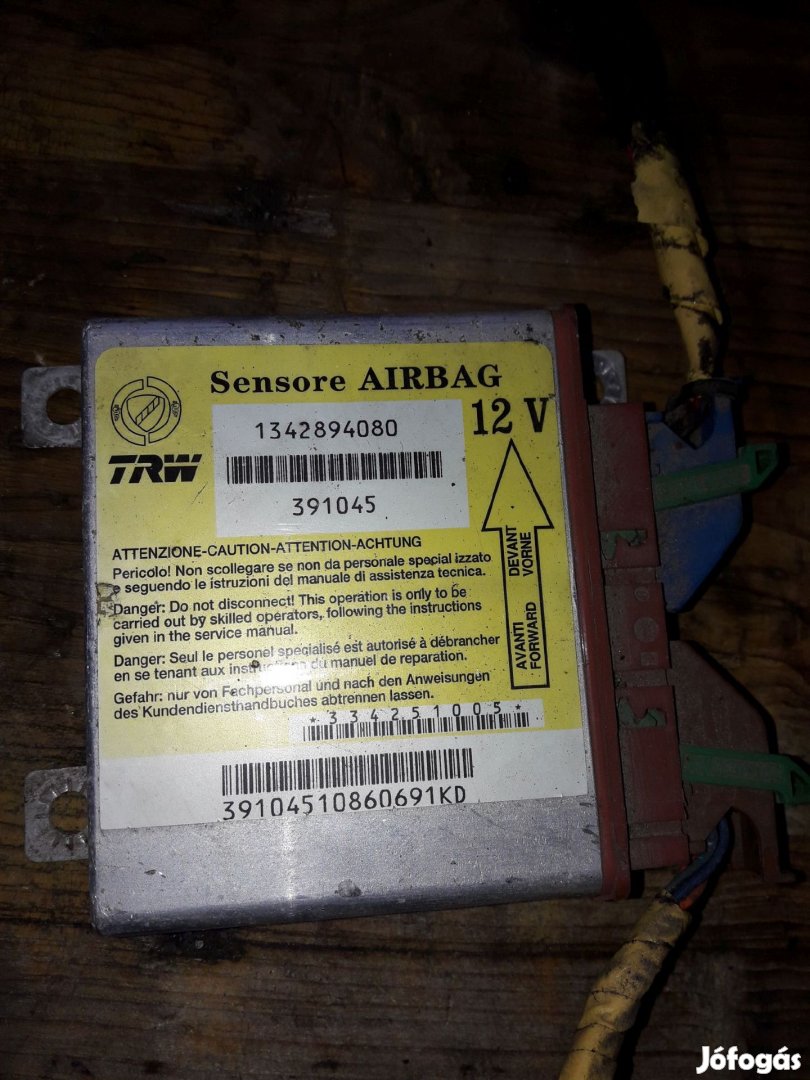 Sensore AIRBAG
12 V
1342894080
TRW
391045
ATTENZIONE-CAUTION-ATTENTION-ACHTUNG
Pericolo! Non scollegare se non da personale specializzato
e seguendo le istruzioni del manuale di assistenza tecnica.
Danger: Do not disconnect! This operation is only to be
carried out by skilled operators, following the instructions
given in the service manual.
Danger: Seul le personel specialisé est autorisé à débrancher
en se tenant aux instructions du manuel de reparation.
Gefahr: nur von Fachpersonal und nach den Anweisungen
des Kundendiensthandbuches abtrennen lassen.
AVANTI DEVANT
FORWARD VORNE
*334251005*
39104510860691KD
Jófogás